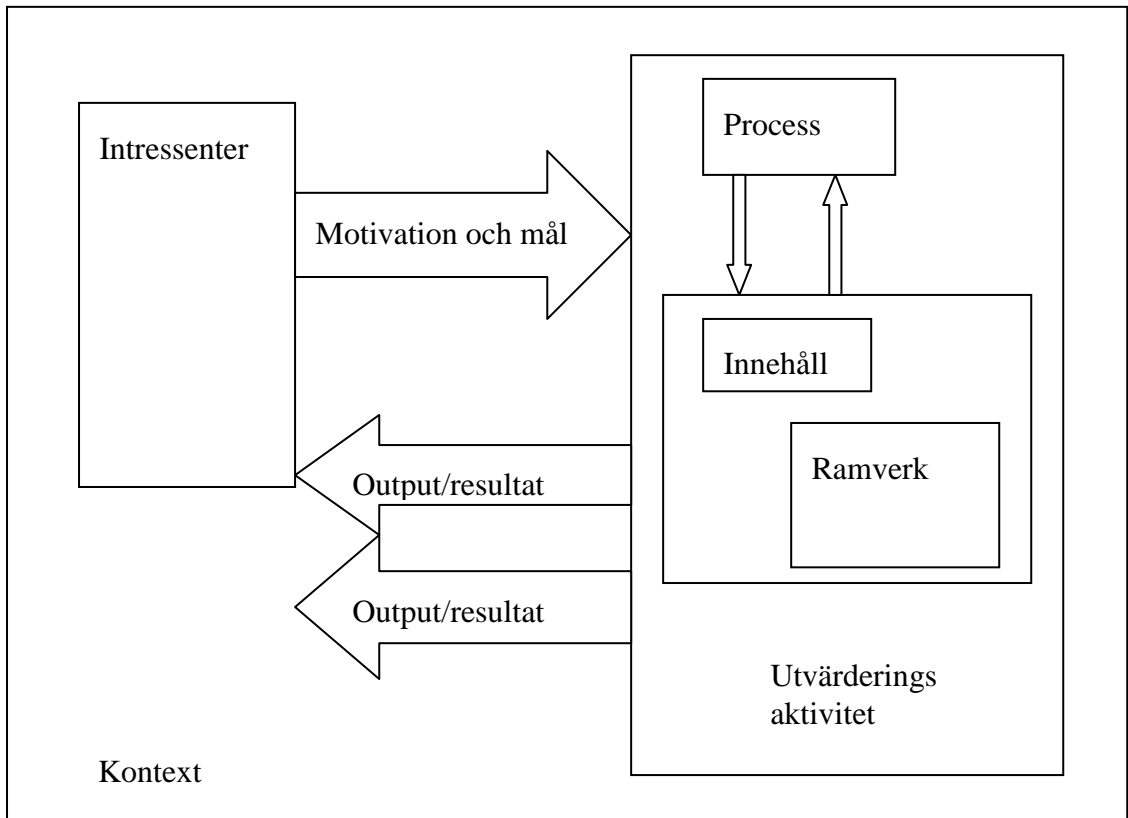 Intressenter
Motivation och mål
Output/resultat
Output/resultat
Process
Innehåll
Ramverk
Utvärderings
aktivitet
Kontext